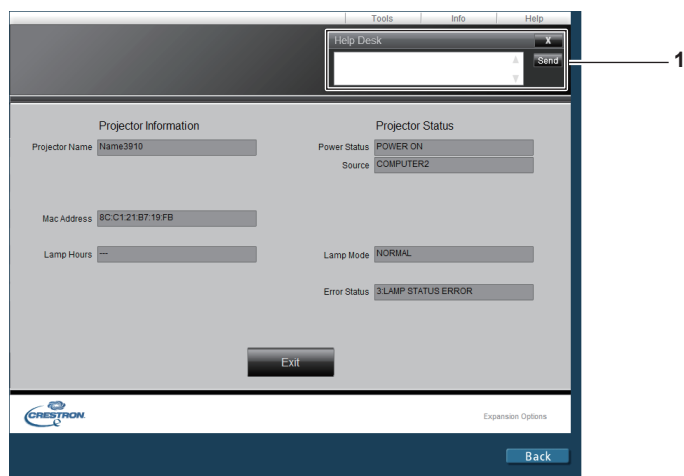 Tools Info Help
Help Desk X
Send
1
Projector Information Projector Status
Projector Name Name3910 Power Status POWER ON
Source COMPUTER2
Mac Address 8C:C1:21:B7:19:FB
Lamp Hours --- Lamp Mode NORMAL
Error Status 3:LAMP STATUS ERROR
Exit
CRESTRON Expansion Options
Back